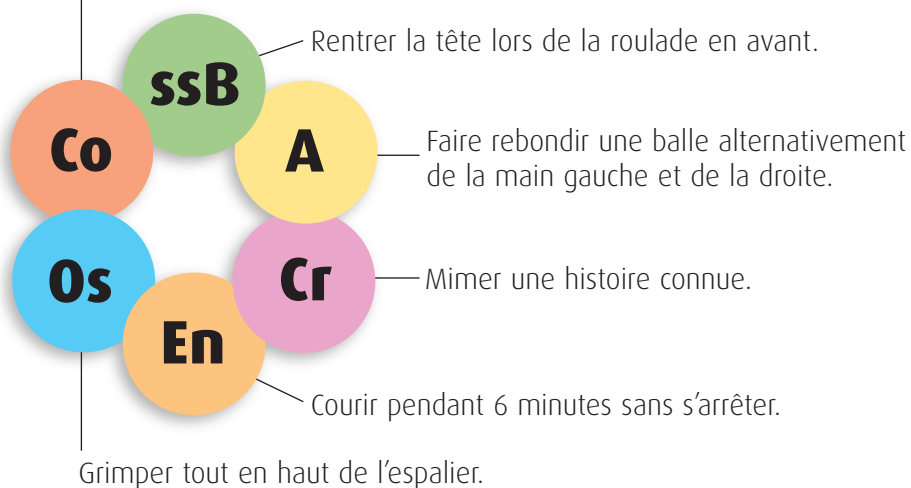 ssB
Rentrer la tête lors de la roulade en avant.
Co
A
Faire rebondir une balle alternativement
de la main gauche et de la droite.
Os
Cr
Mimer une histoire connue.
En
Courir pendant 6 minutes sans s’arrêter.
Grimper tout en haut de l’espalier.